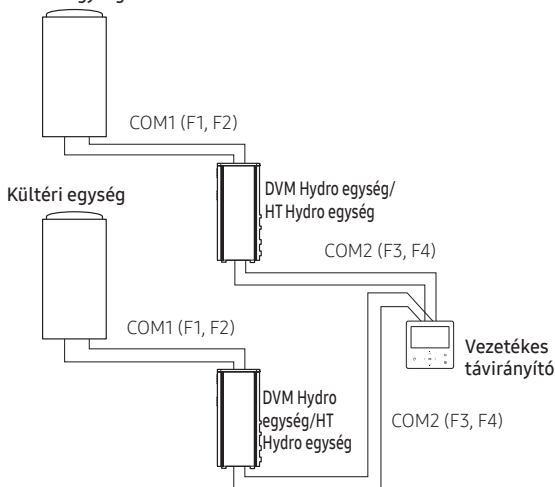 COM1 (F1, F2)
DVM Hydro egység/
HT Hydro egység
Kültéri egység
COM2 (F3, F4)
COM1 (F1, F2)
Vezetékes
távirányító
DVM Hydro
egység/HT
Hydro egység
COM2 (F3, F4)